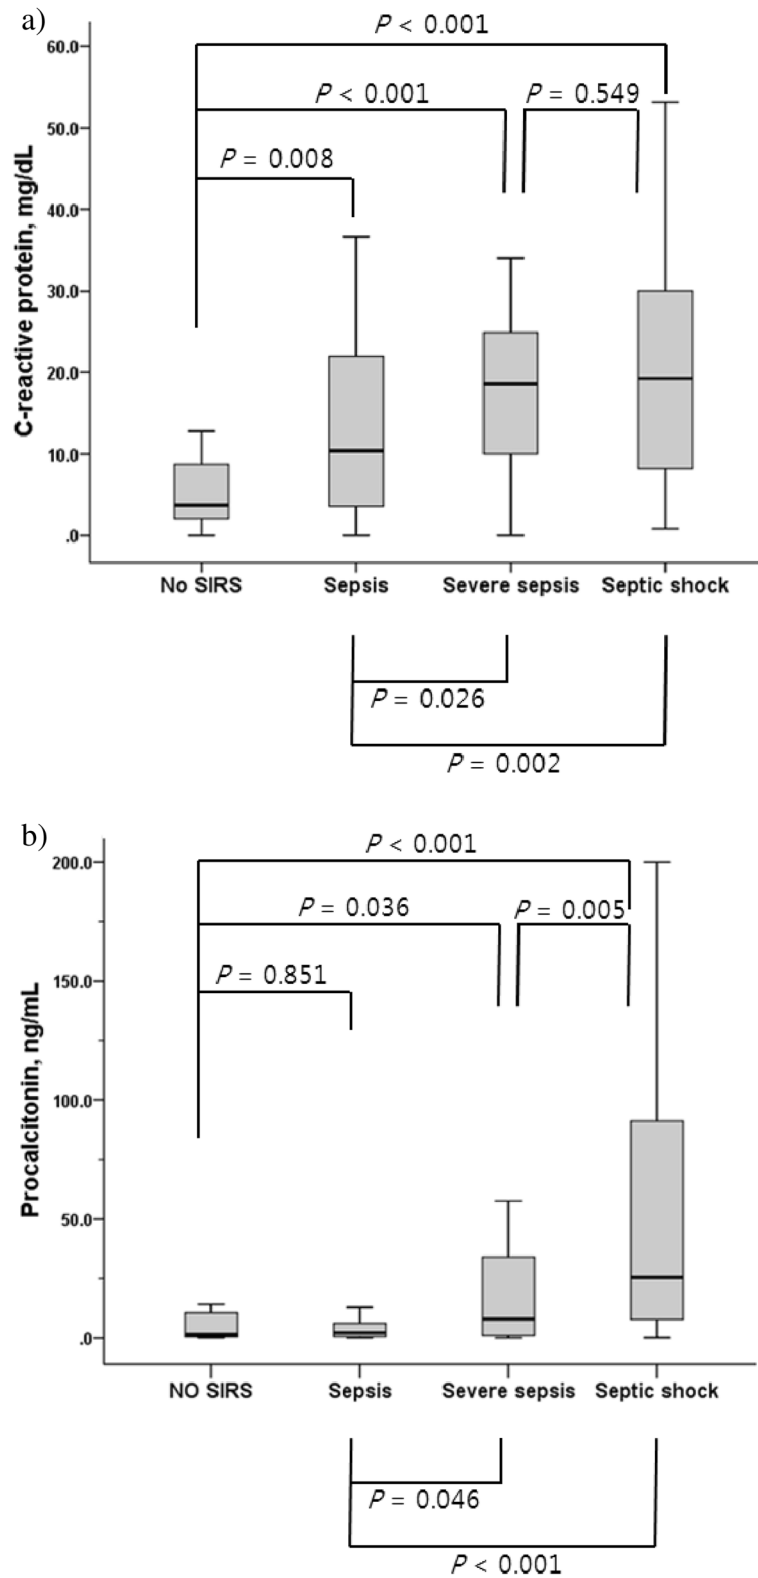 a)
P < 0.001
60.0
P < 0.001 P = 0.549
50.0
P = 0.008
40.0
30.0
20.0
10.0
.0
C-reactive protein, mg/dL
No SIRS Sepsis Severe sepsis Septic shock
P = 0.026
P = 0.002
b)
P < 0.001
200.0
P = 0.036 P = 0.005
P = 0.851
150.0
100.0
50.0
.0
Procalcitonin, ng/mL
NO SIRS Sepsis Severe sepsis Septic shock
P = 0.046
P < 0.001